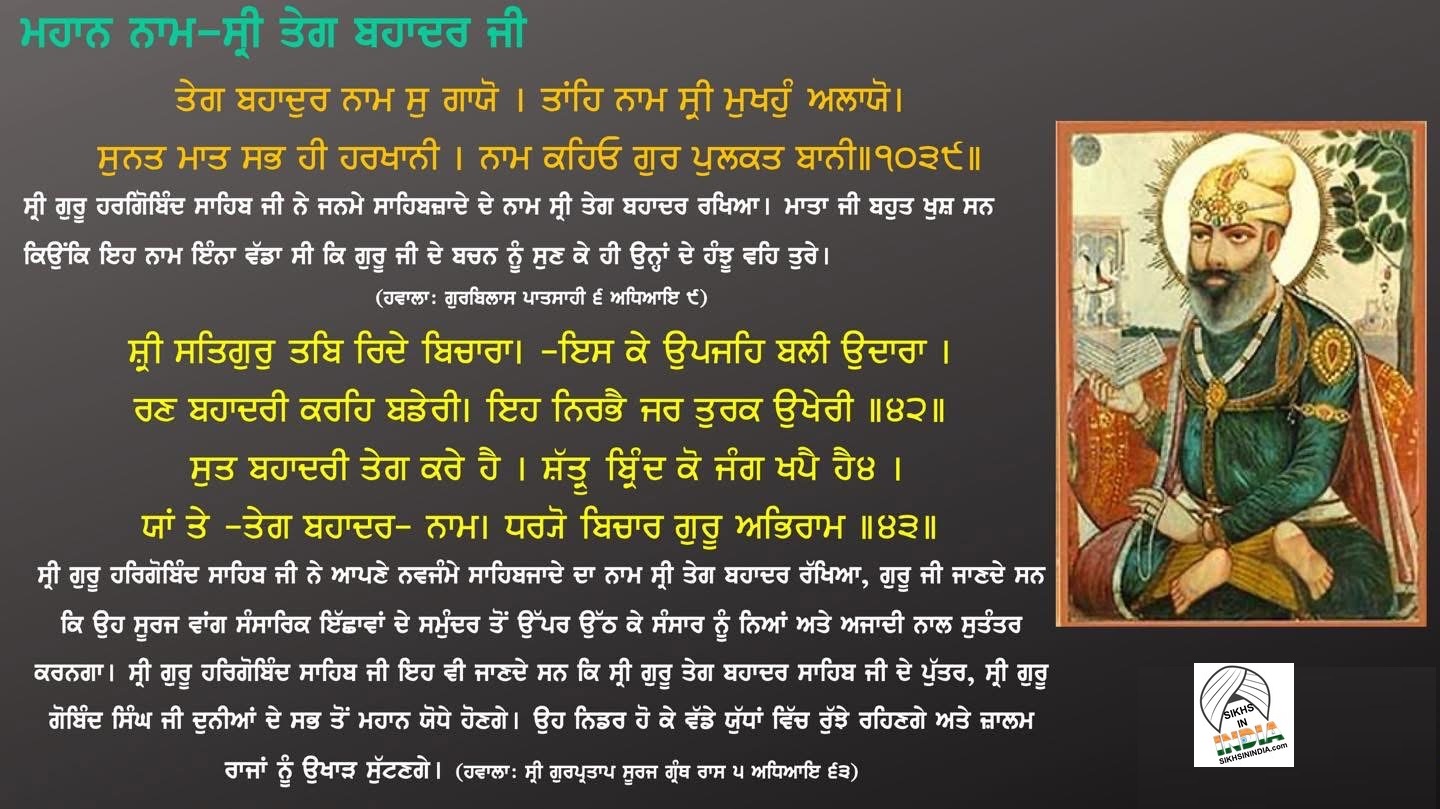 ਮਹਾਨ ਨਾਮ-ਸ੍ਰੀ ਤੇਗ ਬਹਾਦਰ ਜੀ
ਤੇਗ ਬਹਾਦੁਰ ਨਾਮ ਸੁ ਗਾਯੋ । ਤਾਂਹਿ ਨਾਮ ਸ੍ਰੀ ਮੁਖਹੁੰ ਅਲਾਯੋ।
ਸੁਨਤ ਮਾਤ ਸਭ ਹੀ ਹਰਖਾਨੀ । ਨਾਮ ਕਹਿਓ ਗੁਰ ਪੁਲਕਤ ਬਾਨੀ॥੧੦੩੯॥
ਸ੍ਰੀ ਗੁਰੂ ਹਰਗਿੋਬਿੰਦ ਸਾਹਿਬ ਜੀ ਨੇ ਜਨਮੇ ਸਾਹਿਬਜ਼ਾਦੇ ਦੇ ਨਾਮ ਸ੍ਰੀ ਤੇਗ ਬਹਾਦਰ ਰਖਿਆ। ਮਾਤਾ ਜੀ ਬਹੁਤ ਖੁਸ਼ ਸਨ
ਕਿਉਂਕਿ ਇਹ ਨਾਮ ਇੰਨਾ ਵੱਡਾ ਸੀ ਕਿ ਗੁਰੂ ਜੀ ਦੇ ਬਚਨ ਨੂੰ ਸੁਣ ਕੇ ਹੀ ਉਨ੍ਹਾਂ ਦੇ ਹੰਝੂ ਵਹਿ ਤੁਰੇ।
(ਹਵਾਲਾ: ਗੁਰਬਿਲਾਸ ਪਾਤਸਾਹੀ ੬ ਅਧਿਆਇ ੯)
ਸ਼੍ਰੀ ਸਤਿਗੁਰੁ ਤਬਿ ਰਿਦੇ ਬਿਚਾਰਾ। -ਇਸ ਕੇ ਉਪਜਹਿ ਬਲੀ ਉਦਾਰਾ ।
ਰਣ ਬਹਾਦਰੀ ਕਰਹਿ ਬਡੇਰੀ। ਇਹ ਨਿਰਭੈ ਜਰ ਤੁਰਕ ਉਖੇਰੀ ॥੪੨॥
ਸੁਤ ਬਹਾਦਰੀ ਤੇਗ ਕਰੇ ਹੈ । ਸ਼ੱਤ੍ਰੂ ਬ੍ਰਿੰਦ ਕੋ ਜੰਗ ਖਪੈ ਹੈ੪ ।
ਯਾਂ ਤੇ -ਤੇਗ ਬਹਾਦਰ- ਨਾਮ। ਧਰ੍ਯੋ ਬਿਚਾਰ ਗੁਰੂ ਅਭਿਰਾਮ ॥੪੩॥
ਸ੍ਰੀ ਗੁਰੂ ਹਰਿਗੋਬਿੰਦ ਸਾਹਿਬ ਜੀ ਨੇ ਆਪਣੇ ਨਵਜੰਮੇ ਸਾਹਿਬਜਾਦੇ ਦਾ ਨਾਮ ਸ੍ਰੀ ਤੇਗ ਬਹਾਦਰ ਰੱਖਿਆ, ਗੁਰੂ ਜੀ ਜਾਣਦੇ ਸਨ
ਕਿ ਉਹ ਸੂਰਜ ਵਾਂਗ ਸੰਸਾਰਿਕ ਇੱਛਾਵਾਂ ਦੇ ਸਮੁੰਦਰ ਤੋਂ ਉੱਪਰ ਉੱਠ ਕੇ ਸੰਸਾਰ ਨੂੰ ਨਿਆਂ ਅਤੇ ਅਜਾਦੀ ਨਾਲ ਸੁਤੰਤਰ
ਕਰਨਗਾ। ਸ੍ਰੀ ਗੁਰੂ ਹਰਿਗੋਬਿੰਦ ਸਾਹਿਬ ਜੀ ਇਹ ਵੀ ਜਾਣਦੇ ਸਨ ਕਿ ਸ੍ਰੀ ਗੁਰੂ ਤੇਗ ਬਹਾਦਰ ਸਾਹਿਬ ਜੀ ਦੇ ਪੁੱਤਰ, ਸ੍ਰੀ ਗੁਰੂ
ਗੋਬਿੰਦ ਸਿੰਘ ਜੀ ਦੁਨੀਆਂ ਦੇ ਸਭ ਤੋਂ ਮਹਾਨ ਯੋਧੇ ਹੋਣਗੇ। ਉਹ ਨਿਡਰ ਹੋ ਕੇ ਵੱਡੇ ਯੁੱਧਾਂ ਵਿੱਚ ਰੁੱਝੇ ਰਹਿਣਗੇ ਅਤੇ ਜ਼ਾਲਮ
ਰਾਜਾਂ ਨੂੰ ਉਖਾੜ ਸੁੱਟਣਗੇ। (ਹਵਾਲਾ: ਸ੍ਰੀ ਗੁਰਪ੍ਰਤਾਪ ਸੂਰਜ ਗ੍ਰੰਥ ਰਾਸ ੫ ਅਧਿਆਇ ੬੩)
SIKHS
IN
INDIA
SIKHSININDIA.com